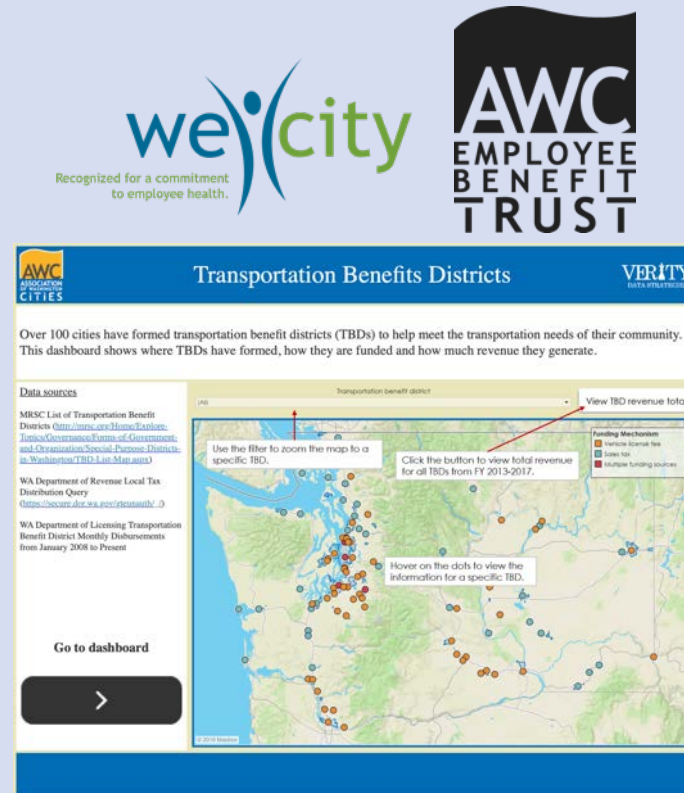 we city
Recognized for a commitment
to employee health.
AWC
EMPLOYEE
BENEFIT
TRUST
AWC
ASSOCIATION
OF WASHINGTON
CITIES
Transportation Benefits Districts
VERITY
DATA STRATEGIES
Over 100 cities have formed transportation benefit districts (TBDs) to help meet the transportation needs of their community.
This dashboard shows where TBDs have formed, how they are funded and how much revenue they generate.
Data sources
MRSC List of Transportation Benefit
Districts (http://mrsc.org/Home/Explore-
Topics/Governance/Forms-of-Government-
and-Organization/Special-Purpose-Districts-
in-Washington/TBD-List-Map.aspx)
WA Department of Revenue Local Tax
Distribution Query
(https://secure.dor.wa.gov/gteunauth/_/)
WA Department of Licensing Transportation
Benefit District Monthly Disbursements
from January 2008 to Present
Go to dashboard
Transportation benefit district
(All)
View TBD revenue tota
Use the filter to zoom the map to a
specific TBD.
Click the button to view total revenue
for all TBDs from FY 2013-2017.
Funding Mechanism
Vehicle license fee
Sales tax
Multiple funding sources
Hover on the dots to view the
information for a specific TBD.
© 2018 Mapbox